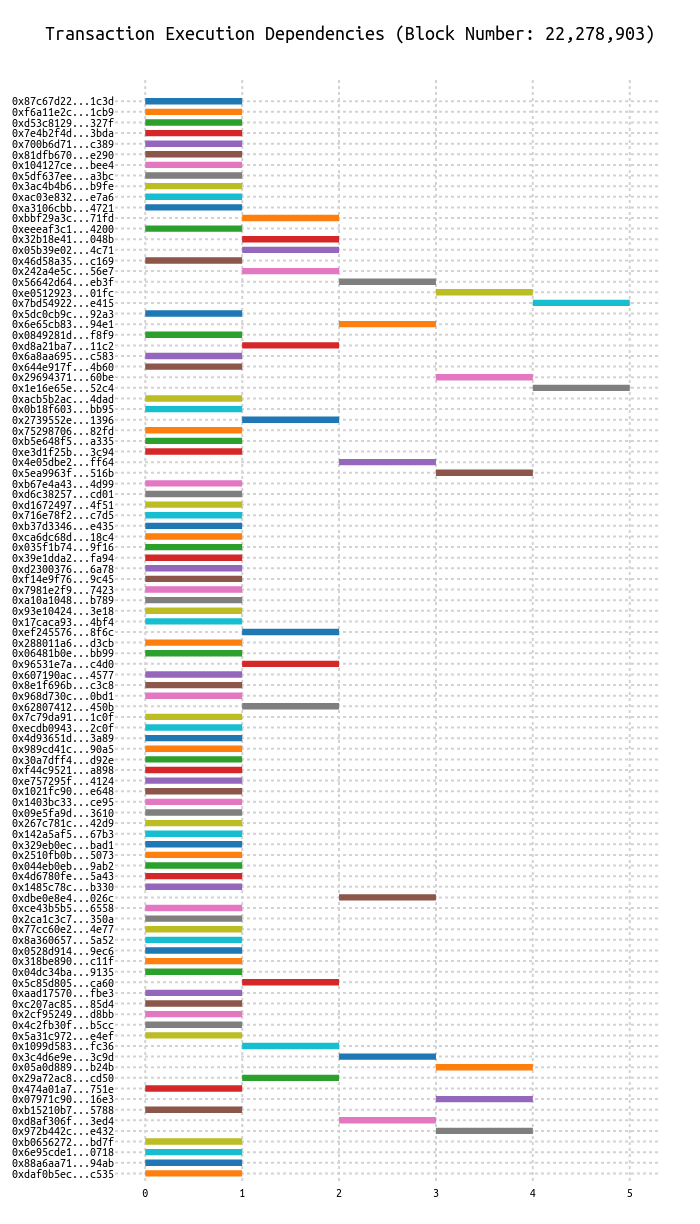 Transaction Execution Dependencies (Block Number: 22,278,903)
0x87c67d22...1c3d
0xf6a11e2c...1cb9
0xd53c8129...327f
0x7e4b2f4d...3bda
0x700b6d71...c389
0x81dfb670...e290
0x104127ce...bee4
0x5df637ee...a3bc
0x3ac4b4b6...b9fe
0xac03e832...e7a6
0xa3106cbb...4721
0xbbf29a3c...71fd
0xeeeaf3c1...4200
0x32b18e41...048b
0x05b39e02...4c71
0x46d58a35...c169
0x242a4e5c...56e7
0x56642d64...eb3f
0xe0512923...01fc
0x7bd54922...e415
0x5dc0cb9c...92a3
0x6e65cb83...94e1
0x0849281d...f8f9
0xd8a21ba7...11c2
0x6a8aa695...c583
0x644e917f...4b60
0x29694371...60be
0x1e16e65e...52c4
0xacb5b2ac...4dad
0x0b18f603...bb95
0x2739552e...1396
0x75298706...82fd
0xb5e648f5...a335
0xe3d1f25b...3c94
0x4e05dbe2...ff64
0x5ea9963f...516b
0xb67e4a43...4d99
0xd6c38257...cd01
0xd1672497...4f51
0x716e78f2...c7d5
0xb37d3346...e435
0xca6dc68d...18c4
0x035f1b74...9f16
0x39e1dda2...fa94
0xd2300376...6a78
0xf14e9f76...9c45
0x7981e2f9...7423
0xa10a1048...b789
0x93e10424...3e18
0x17caca93...4bf4
0xef245576...8f6c
0x288011a6...d3cb
0x06481b0e...bb99
0x96531e7a...c4d0
0x607190ac...4577
0x8e1f696b...c3c8
0x968d730c...0bd1
0x62807412...450b
0x7c79da91...1c0f
0xecdb0943...2c0f
0x4d93651d...3a89
0x989cd41c...90a5
0x30a7dff4...d92e
0xf44c9521...a898
0xe757295f...4124
0x1021fc90...e648
0x1403bc33...ce95
0x09e5fa9d...3610
0x267c781c...42d9
0x142a5af5...67b3
0x329eb0ec...bad1
0x2510fb0b...5073
0x044eb0eb...9ab2
0x4d6780fe...5a43
0x1485c78c...b330
0xdbe0e8e4...026c
0xce43b5b5...6558
0x2ca1c3c7...350a
0x77cc60e2...4e77
0x8a360657...5a52
0x0528d914...9ec6
0x318be890...c11f
0x04dc34ba...9135
0x5c85d805...ca60
0xaad17570...fbe3
0xc207ac85...85d4
0x2cf95249...d8bb
0x4c2fb30f...b5cc
0x5a31c972...e4ef
0x1099d583...fc36
0x3c4d6e9e...3c9d
0x05a0d889...b24b
0x29a72ac8...cd50
0x474a01a7...751e
0x07971c90...16e3
0xb15210b7...5788
0xd8af306f...3ed4
0x972b442c...e432
0xb0656272...bd7f
0x6e95cde1...0718
0x88a6aa71...94ab
0xdaf0b5ec...c535
0 1 2 3 4 5